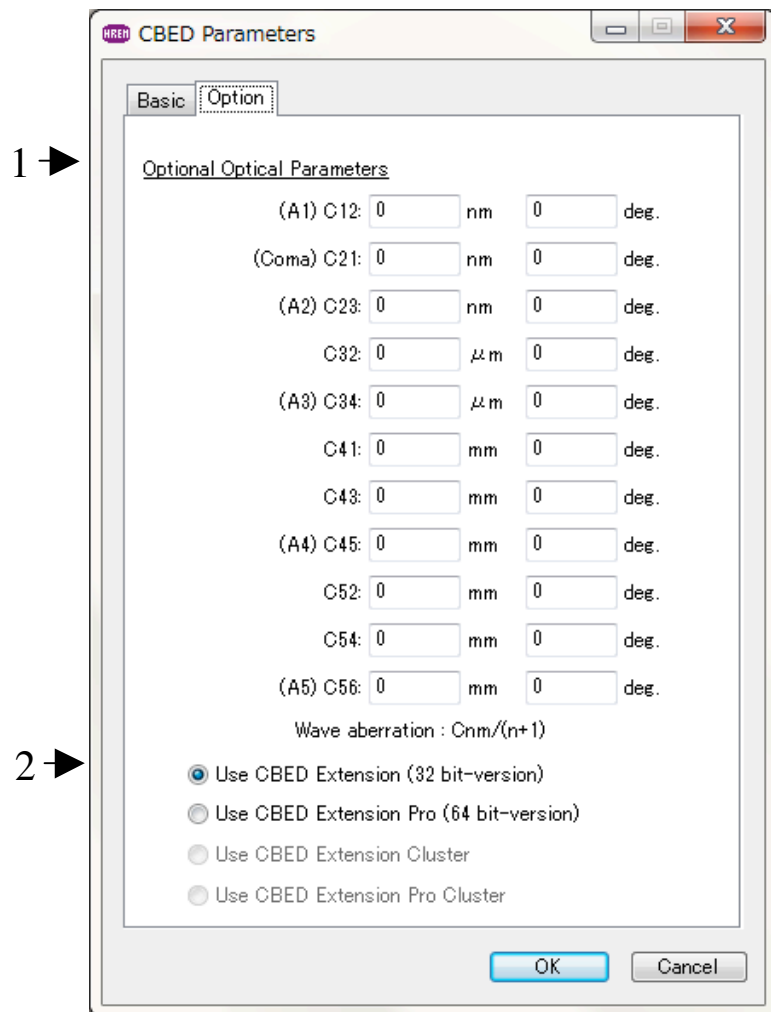 HREM CBED Parameters
Basic Option
1
Optional Optical Parameters
(A1) C12: 0 nm 0 deg.
(Coma) C21: 0 nm 0 deg.
(A2) C23: 0 nm 0 deg.
C32: 0 μm 0 deg.
(A3) C34: 0 μm 0 deg.
C41: 0 mm 0 deg.
C43: 0 mm 0 deg.
(A4) C45: 0 mm 0 deg.
C52: 0 mm 0 deg.
C54: 0 mm 0 deg.
(A5) C56: 0 mm 0 deg.
Wave aberration : Cnm/(n+1)
2
Use CBED Extension (32 bit-version)
Use CBED Extension Pro (64 bit-version)
Use CBED Extension Cluster
Use CBED Extension Pro Cluster
OK Cancel